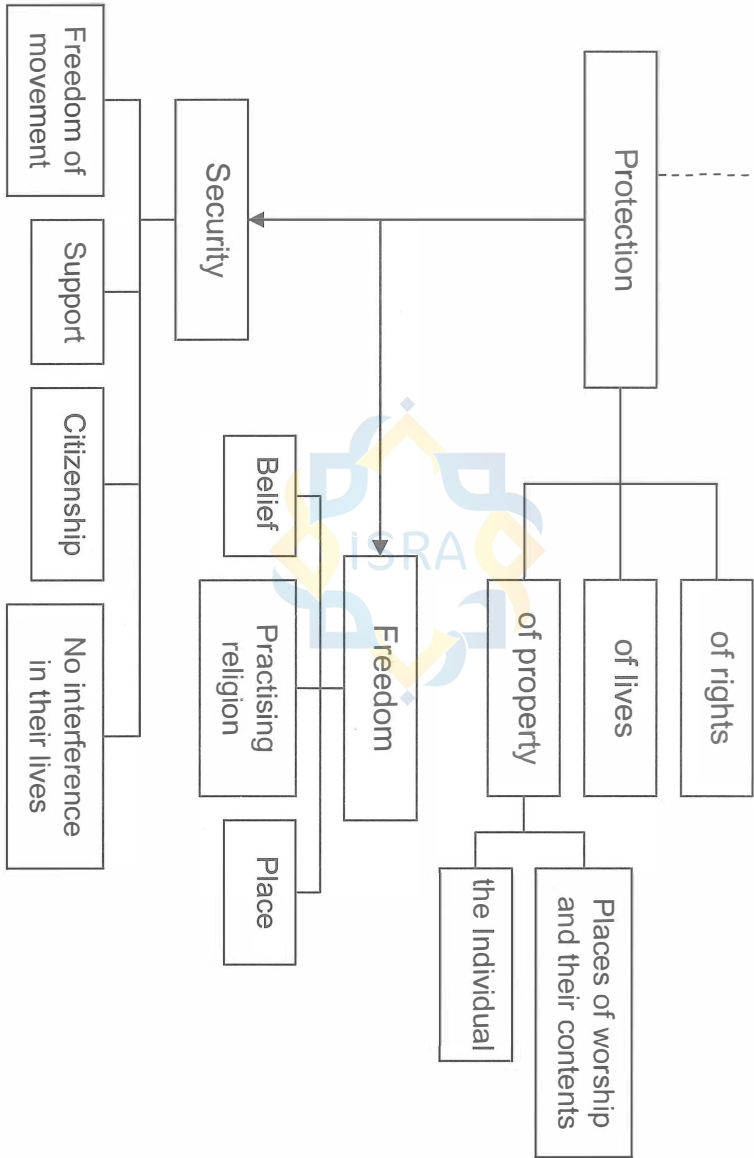 Protection
of rights
of lives
of property
Places of worship
and their contents
the Individual
Freedom
Belief
Practising
religion
Place
Security
Freedom of
movement
Support
Citizenship
No interference
in their lives
iSRA